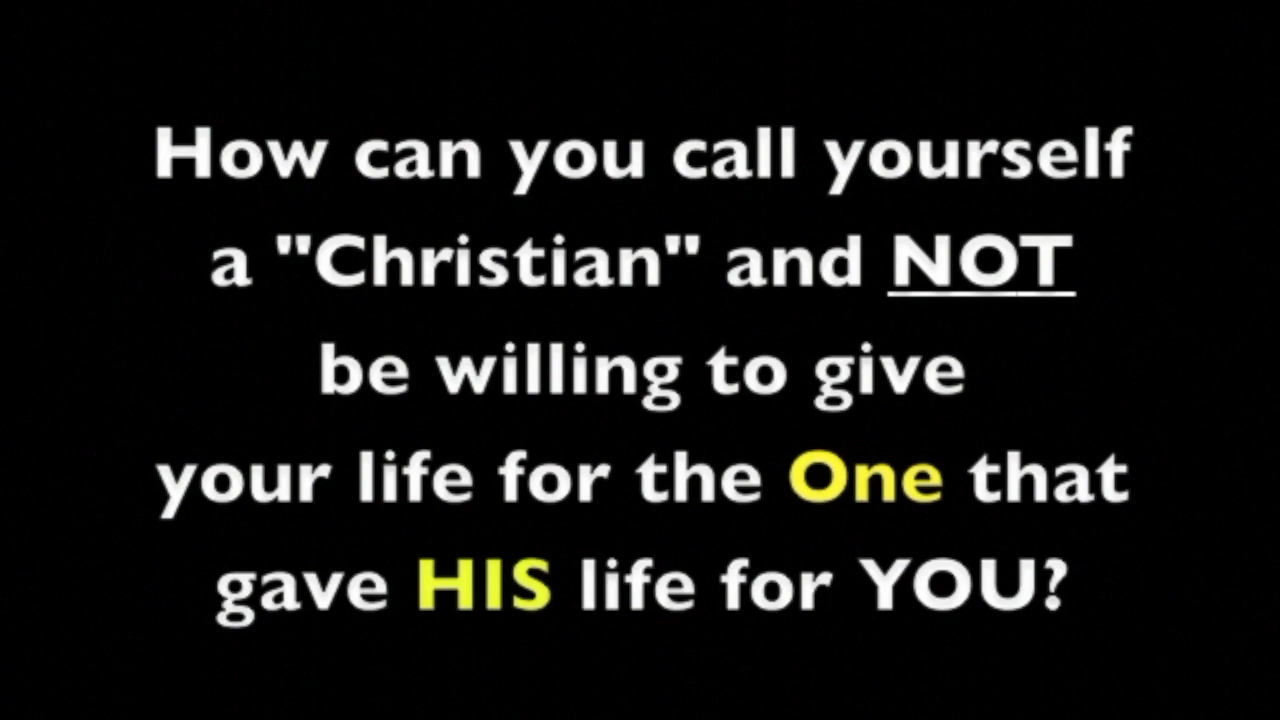 How can you call yourself
a "Christian" and NOT
be willing to give
your life for the One that
gave HIS life for YOU?